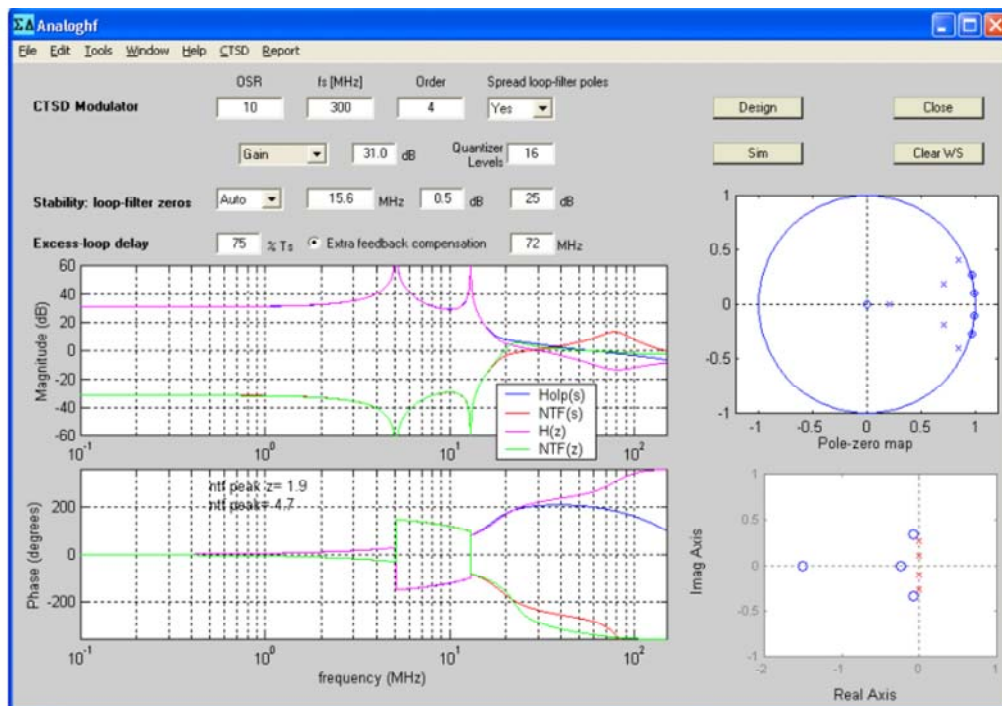 ΣΔ Analoghf
File Edit Tools Window Help CTSD Report
OSR fs [MHz] Order Spread loop-filter poles
CTSD Modulator 10 300 4 Yes Design Close
Gain 31.0 dB Quantizer Levels 16 Sim Clear WS
Stability: loop-filter zeros Auto 15.6 MHz 0.5 dB 25 dB
Excess-loop delay 75 % Ts Extra feedback compensation 72 MHz
Magnitude (dB)
60
40
20
0
-20
-40
-60
10^-1 10^0 10^1 10^2
Holp(s)
NTF(s)
H(z)
NTF(z)
1
0.5
0
-0.5
-1
-1 -0.5 0 0.5 1
Pole-zero map
Phase (degrees)
200
0
-200
ntf peak z= 1.9
ntf peak= 4.7
10^-1 10^0 10^1 10^2
frequency (MHz)
Imag Axis
1
0.5
0
-0.5
-1
-2 -1 0 1
Real Axis